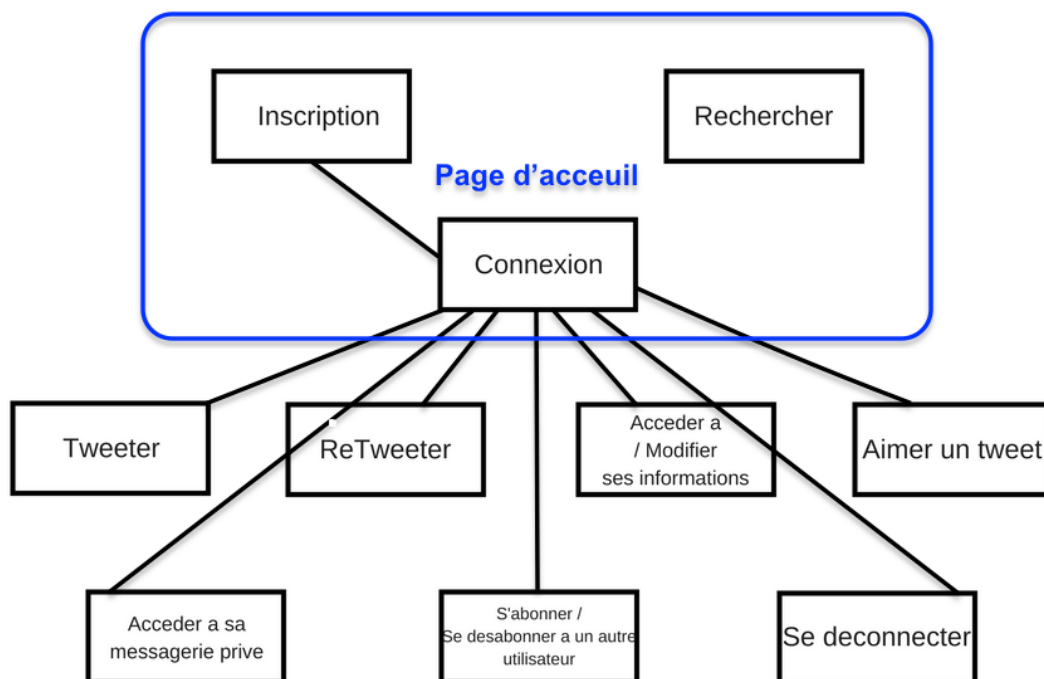 Inscription
Rechercher
Page d’acceuil
Connexion
Tweeter
ReTweeter
Acceder a
/ Modifier
ses informations
Aimer un tweet
Acceder a sa
messagerie prive
S'abonner /
Se desabonner a un autre
utilisateur
Se deconnecter